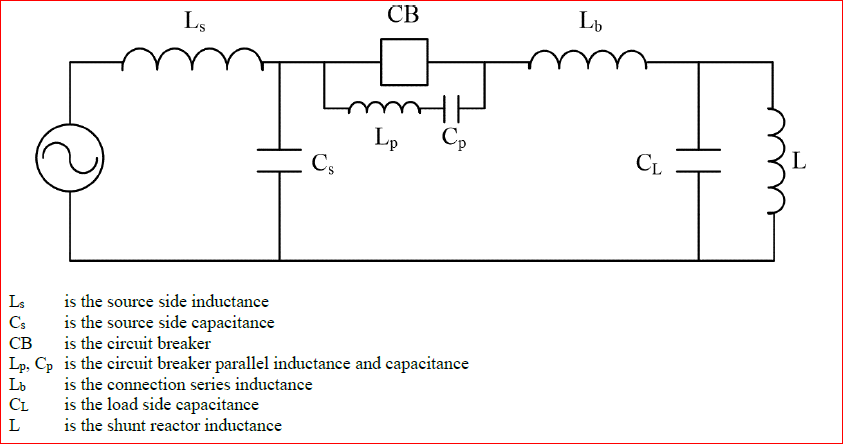 Ls
CB
Lb
Lp
Cp
Cs
CL
L
Ls is the source side inductance
Cs is the source side capacitance
CB is the circuit breaker
Lp, Cp is the circuit breaker parallel inductance and capacitance
Lb is the connection series inductance
CL is the load side capacitance
L is the shunt reactor inductance